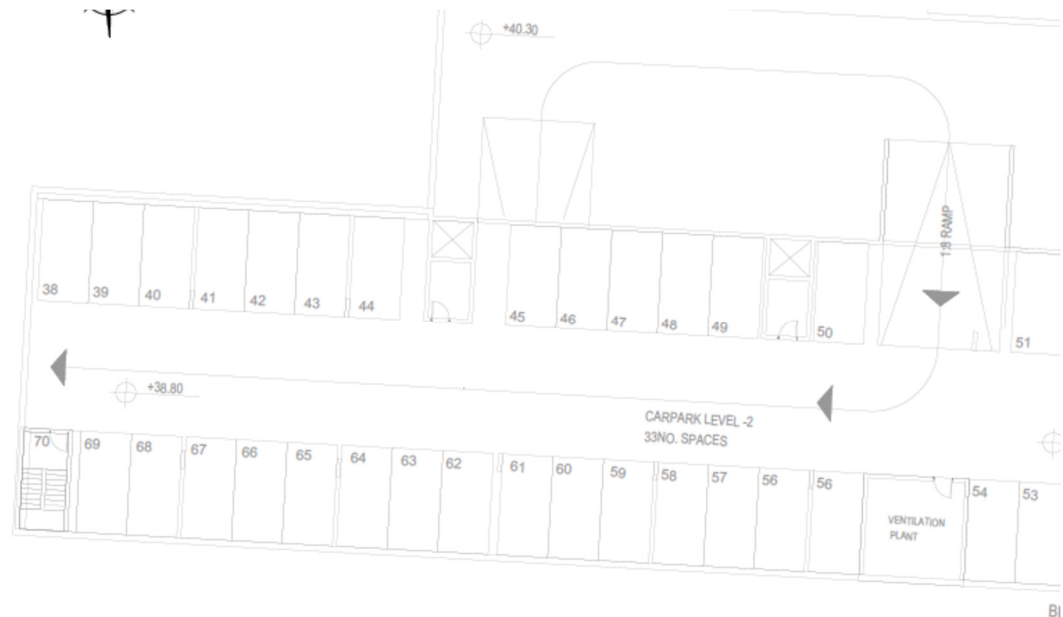 +40.30
1:8 RAMP
38 39 40 41 42 43 44 45 46 47 48 49 50 51
+38.80
CARPARK LEVEL -2
33NO. SPACES
70 69 68 67 66 65 64 63 62 61 60 59 58 57 56 56 54 53
VENTILATION
PLANT